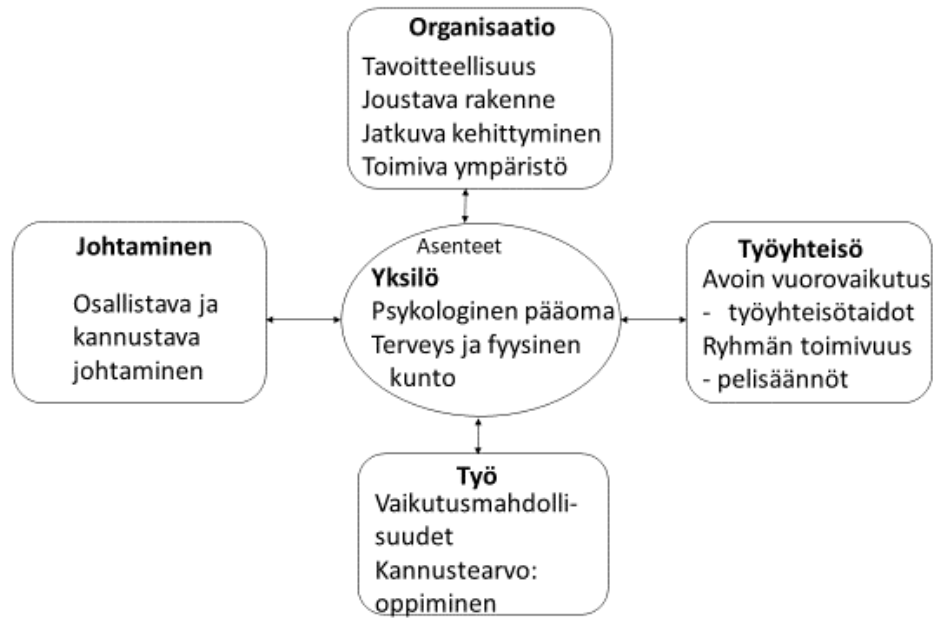 Organisaatio
Tavoitteellisuus
Joustava rakenne
Jatkuva kehittyminen
Toimiva ympäristö
Johtaminen
Osallistava ja
kannustava
johtaminen
Asenteet
Yksilö
Psykologinen pääoma
Terveys ja fyysinen
kunto
Työyhteisö
Avoin vuorovaikutus
- työyhteisötaidot
Ryhmän toimivuus
- pelisäännöt
Työ
Vaikutusmahdolli-
suudet
Kannustearvo:
oppiminen